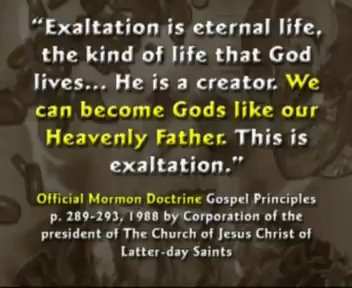 “Exaltation is eternal life,
the kind of life that God
lives... He is a creator. We
can become Gods like our
Heavenly Father. This is
exaltation.”
Official Mormon Doctrine Gospel Principles
p. 289-293, 1988 by Corporation of the
president of The Church of Jesus Christ of
Latter-day Saints